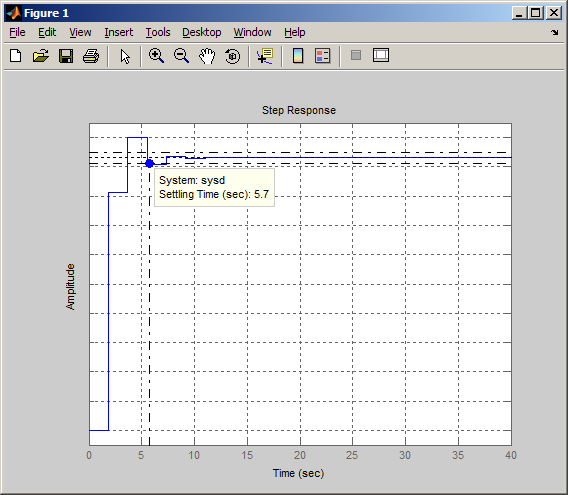 Figure 1
File Edit View Insert Tools Desktop Window Help
Step Response
System: sysd
Settling Time (sec): 5.7
Amplitude
0 5 10 15 20 25 30 35 40
Time (sec)